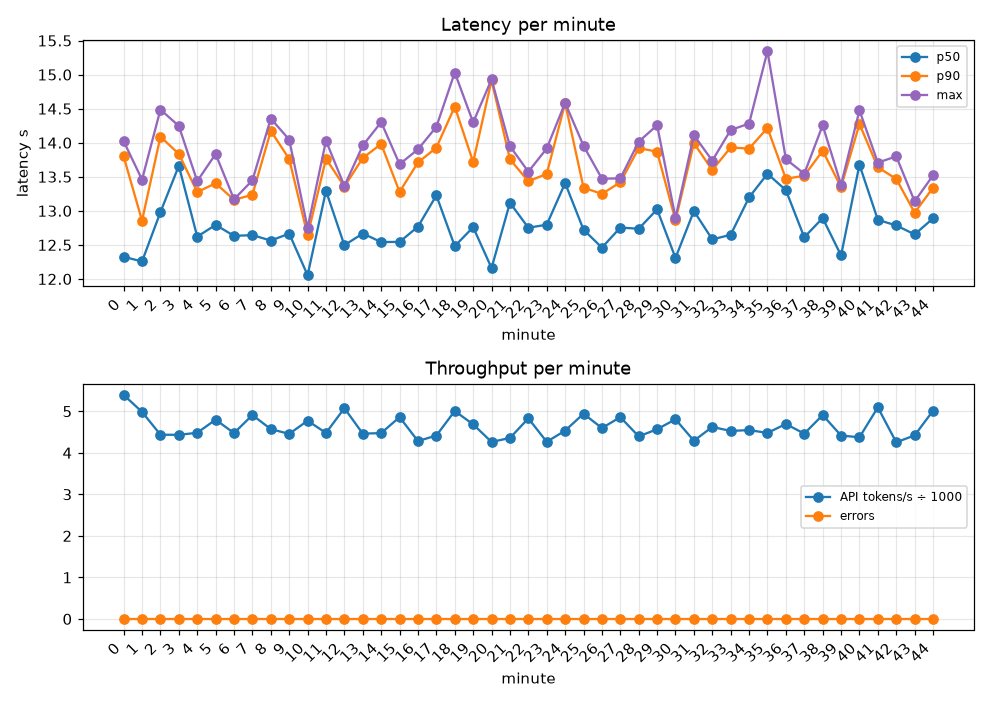 Latency per minute
15.5
15.0
14.5
14.0
13.5
13.0
12.5
12.0
latency s
p50
p90
max
0 1 2 3 4 5 6 7 8 9 10 11 12 13 14 15 16 17 18 19 20 21 22 23 24 25 26 27 28 29 30 31 32 33 34 35 36 37 38 39 40 41 42 43 44
minute
Throughput per minute
5
4
3
2
1
0
API tokens/s ÷ 1000
errors
0 1 2 3 4 5 6 7 8 9 10 11 12 13 14 15 16 17 18 19 20 21 22 23 24 25 26 27 28 29 30 31 32 33 34 35 36 37 38 39 40 41 42 43 44
minute